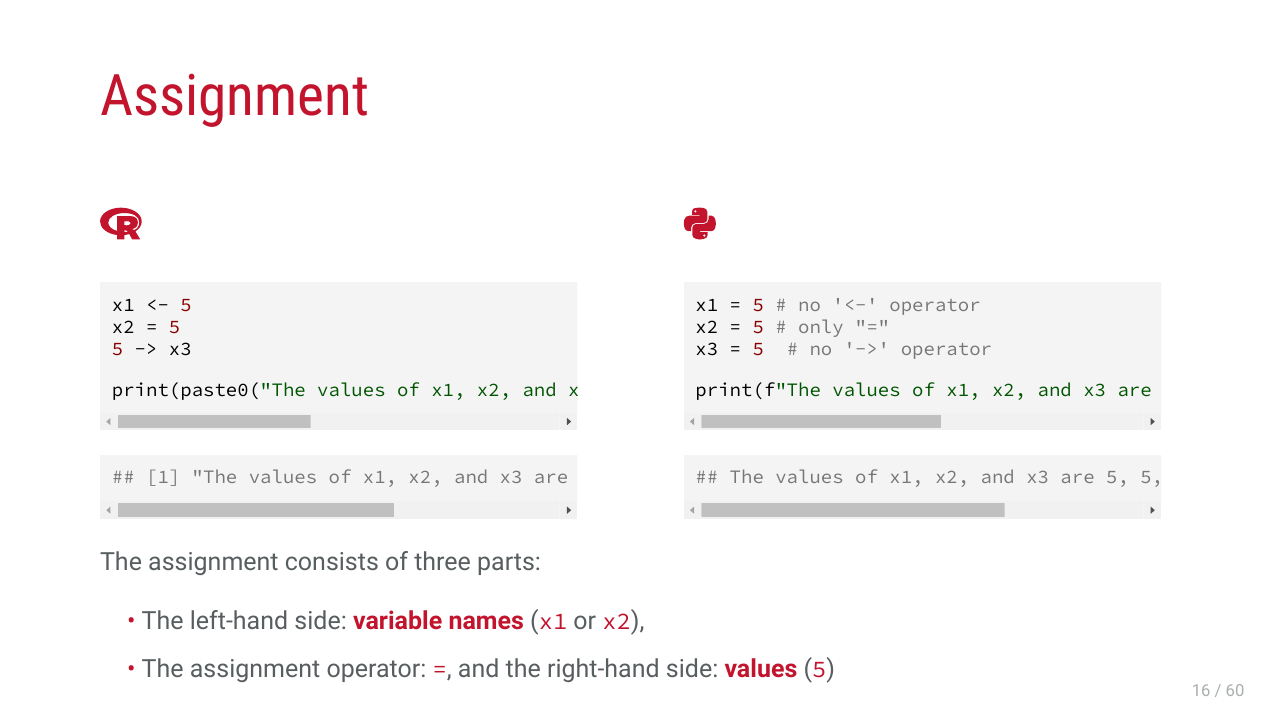 Assignment
R
x1 <- 5
x2 = 5
5 -> x3
print(paste0("The values of x1, x2, and x
## [1] "The values of x1, x2, and x3 are
x1 = 5 # no '<-' operator
x2 = 5 # only "="
x3 = 5  # no '->' operator
print(f"The values of x1, x2, and x3 are
## The values of x1, x2, and x3 are 5, 5,
The assignment consists of three parts:
• The left-hand side: variable names (x1 or x2),
• The assignment operator: =, and the right-hand side: values (5)
16 / 60